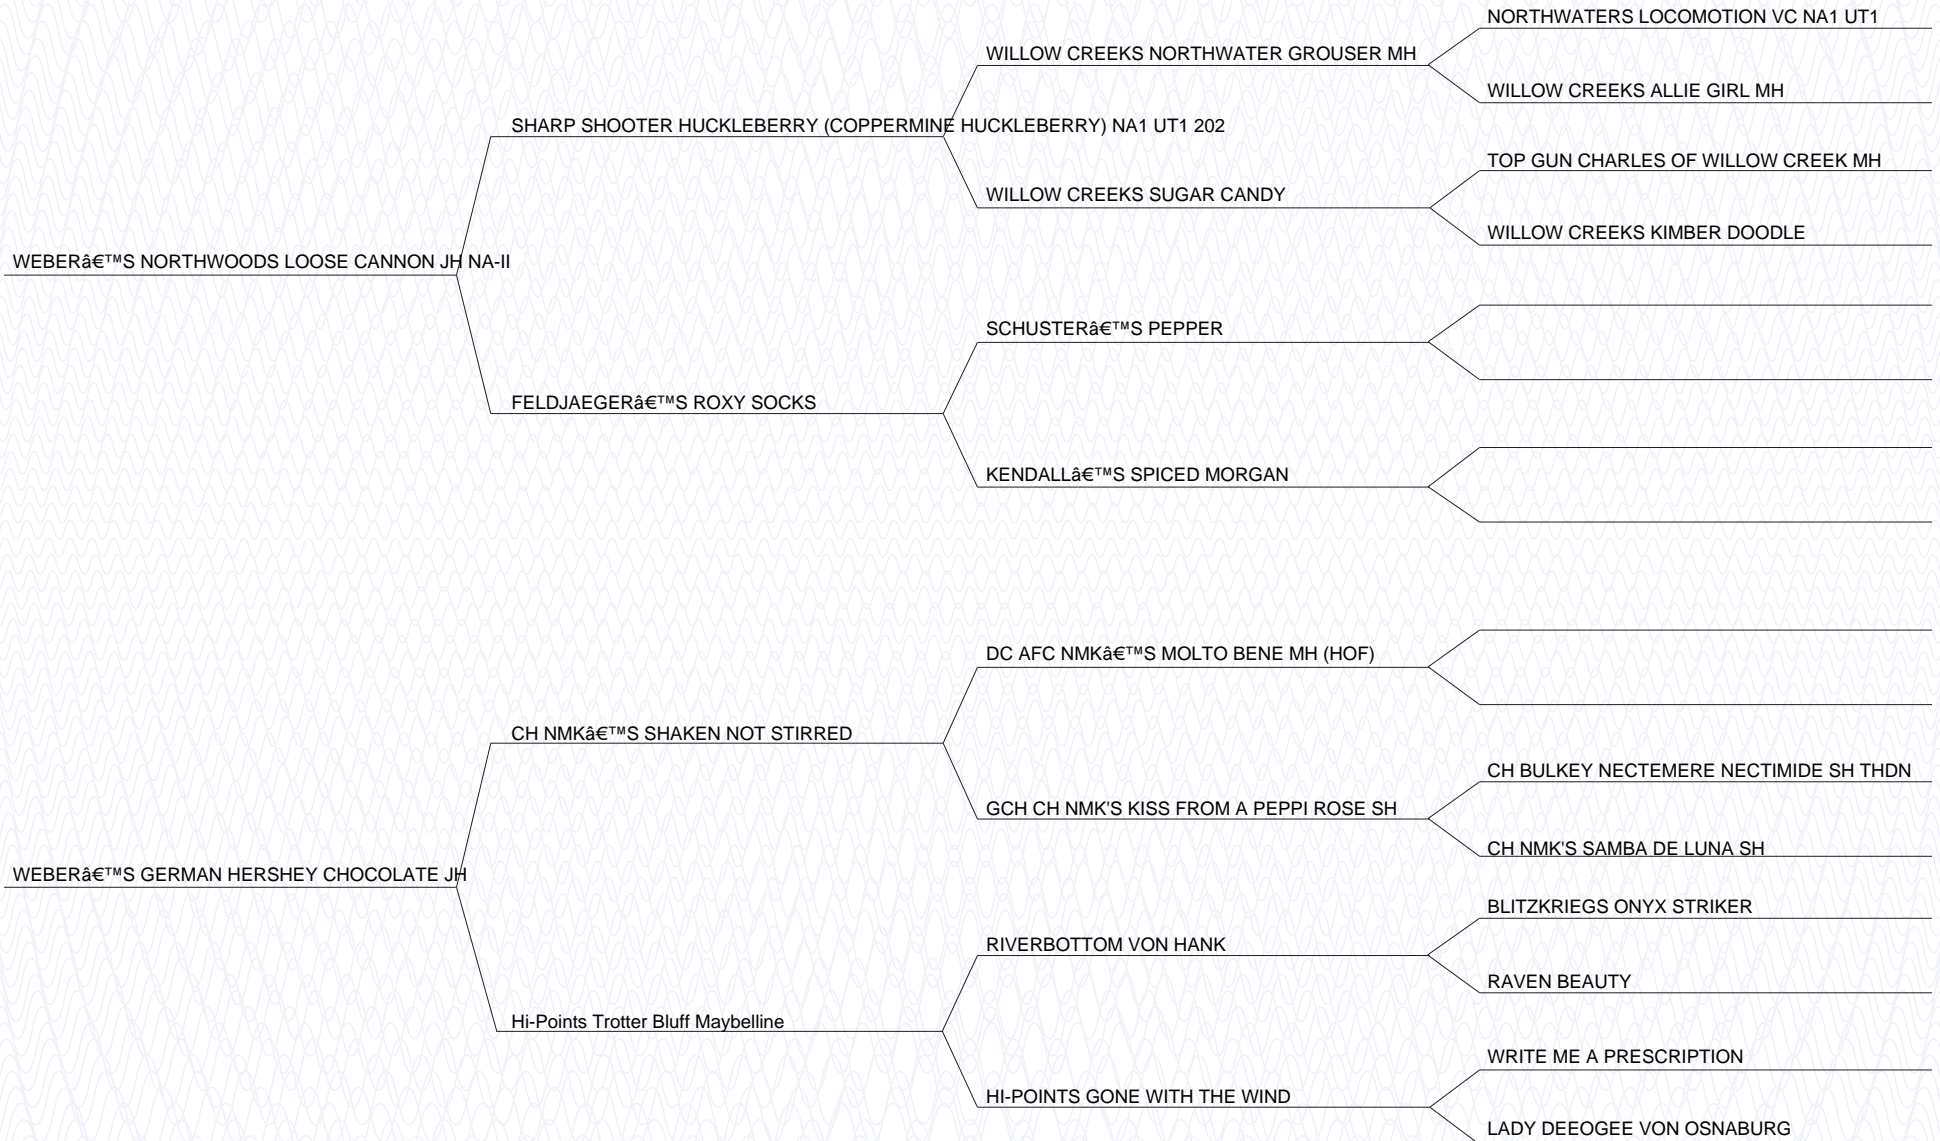 NORTHWATERS LOCOMOTION VC NA1 UT1
WILLOW CREEKS NORTHWATER GROUSER MH
WILLOW CREEKS ALLIE GIRL MH
SHARP SHOOTER HUCKLEBERRY (COPPERMINE HUCKLEBERRY) NA1 UT1 202
TOP GUN CHARLES OF WILLOW CREEK MH
WILLOW CREEKS SUGAR CANDY
WILLOW CREEKS KIMBER DOODLE
WEBERâ€™S NORTHWOODS LOOSE CANNON JH NA-II
SCHUSTERâ€™S PEPPER
FELDJAEGERâ€™S ROXY SOCKS
KENDALLâ€™S SPICED MORGAN
DC AFC NMKâ€™S MOLTO BENE MH (HOF)
CH NMKâ€™S SHAKEN NOT STIRRED
CH BULKEY NECTEMERE NECTIMIDE SH THDN
GCH CH NMK'S KISS FROM A PEPPI ROSE SH
CH NMK'S SAMBA DE LUNA SH
WEBERâ€™S GERMAN HERSHEY CHOCOLATE JH
BLITZKRIEGS ONYX STRIKER
RIVERBOTTOM VON HANK
RAVEN BEAUTY
Hi-Points Trotter Bluff Maybelline
WRITE ME A PRESCRIPTION
HI-POINTS GONE WITH THE WIND
LADY DEEOGEE VON OSNABURG